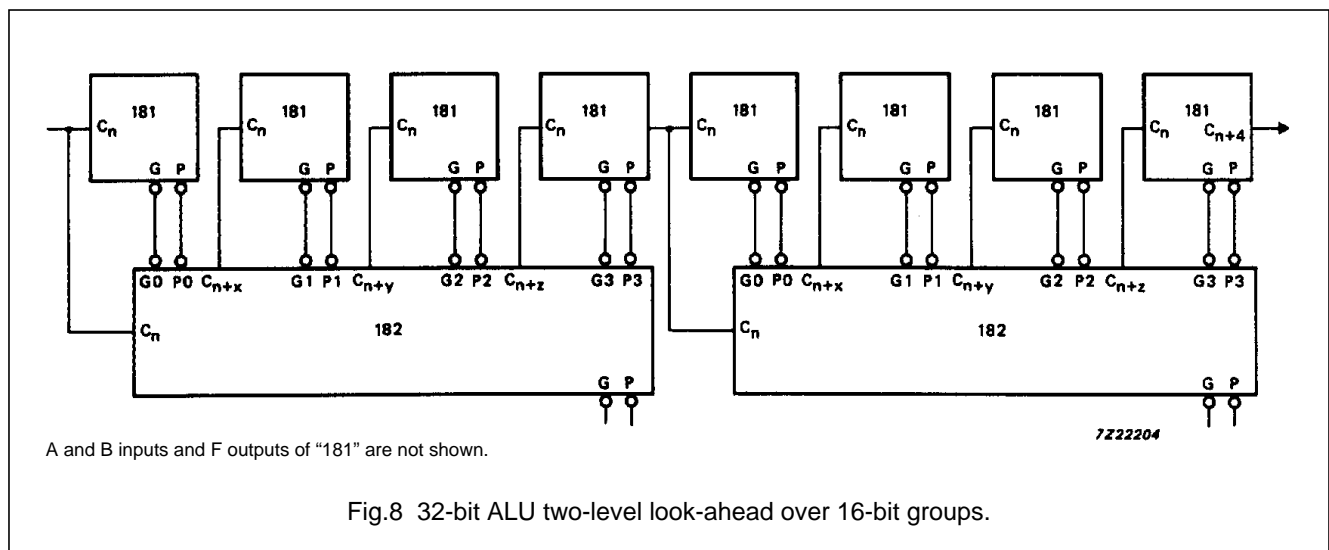 181 181 181 181 181 181 181 181
Cn Cn Cn Cn Cn Cn Cn Cn Cn+4
G P G P G P G P G P G P G P G P
G0 P0 Cn+x G1 P1 Cn+y G2 P2 Cn+z G3 P3 G0 P0 Cn+x G1 P1 Cn+y G2 P2 Cn+z G3 P3
Cn 182 Cn 182
G P G P
7Z22204
A and B inputs and F outputs of “181” are not shown.
Fig.8 32-bit ALU two-level look-ahead over 16-bit groups.